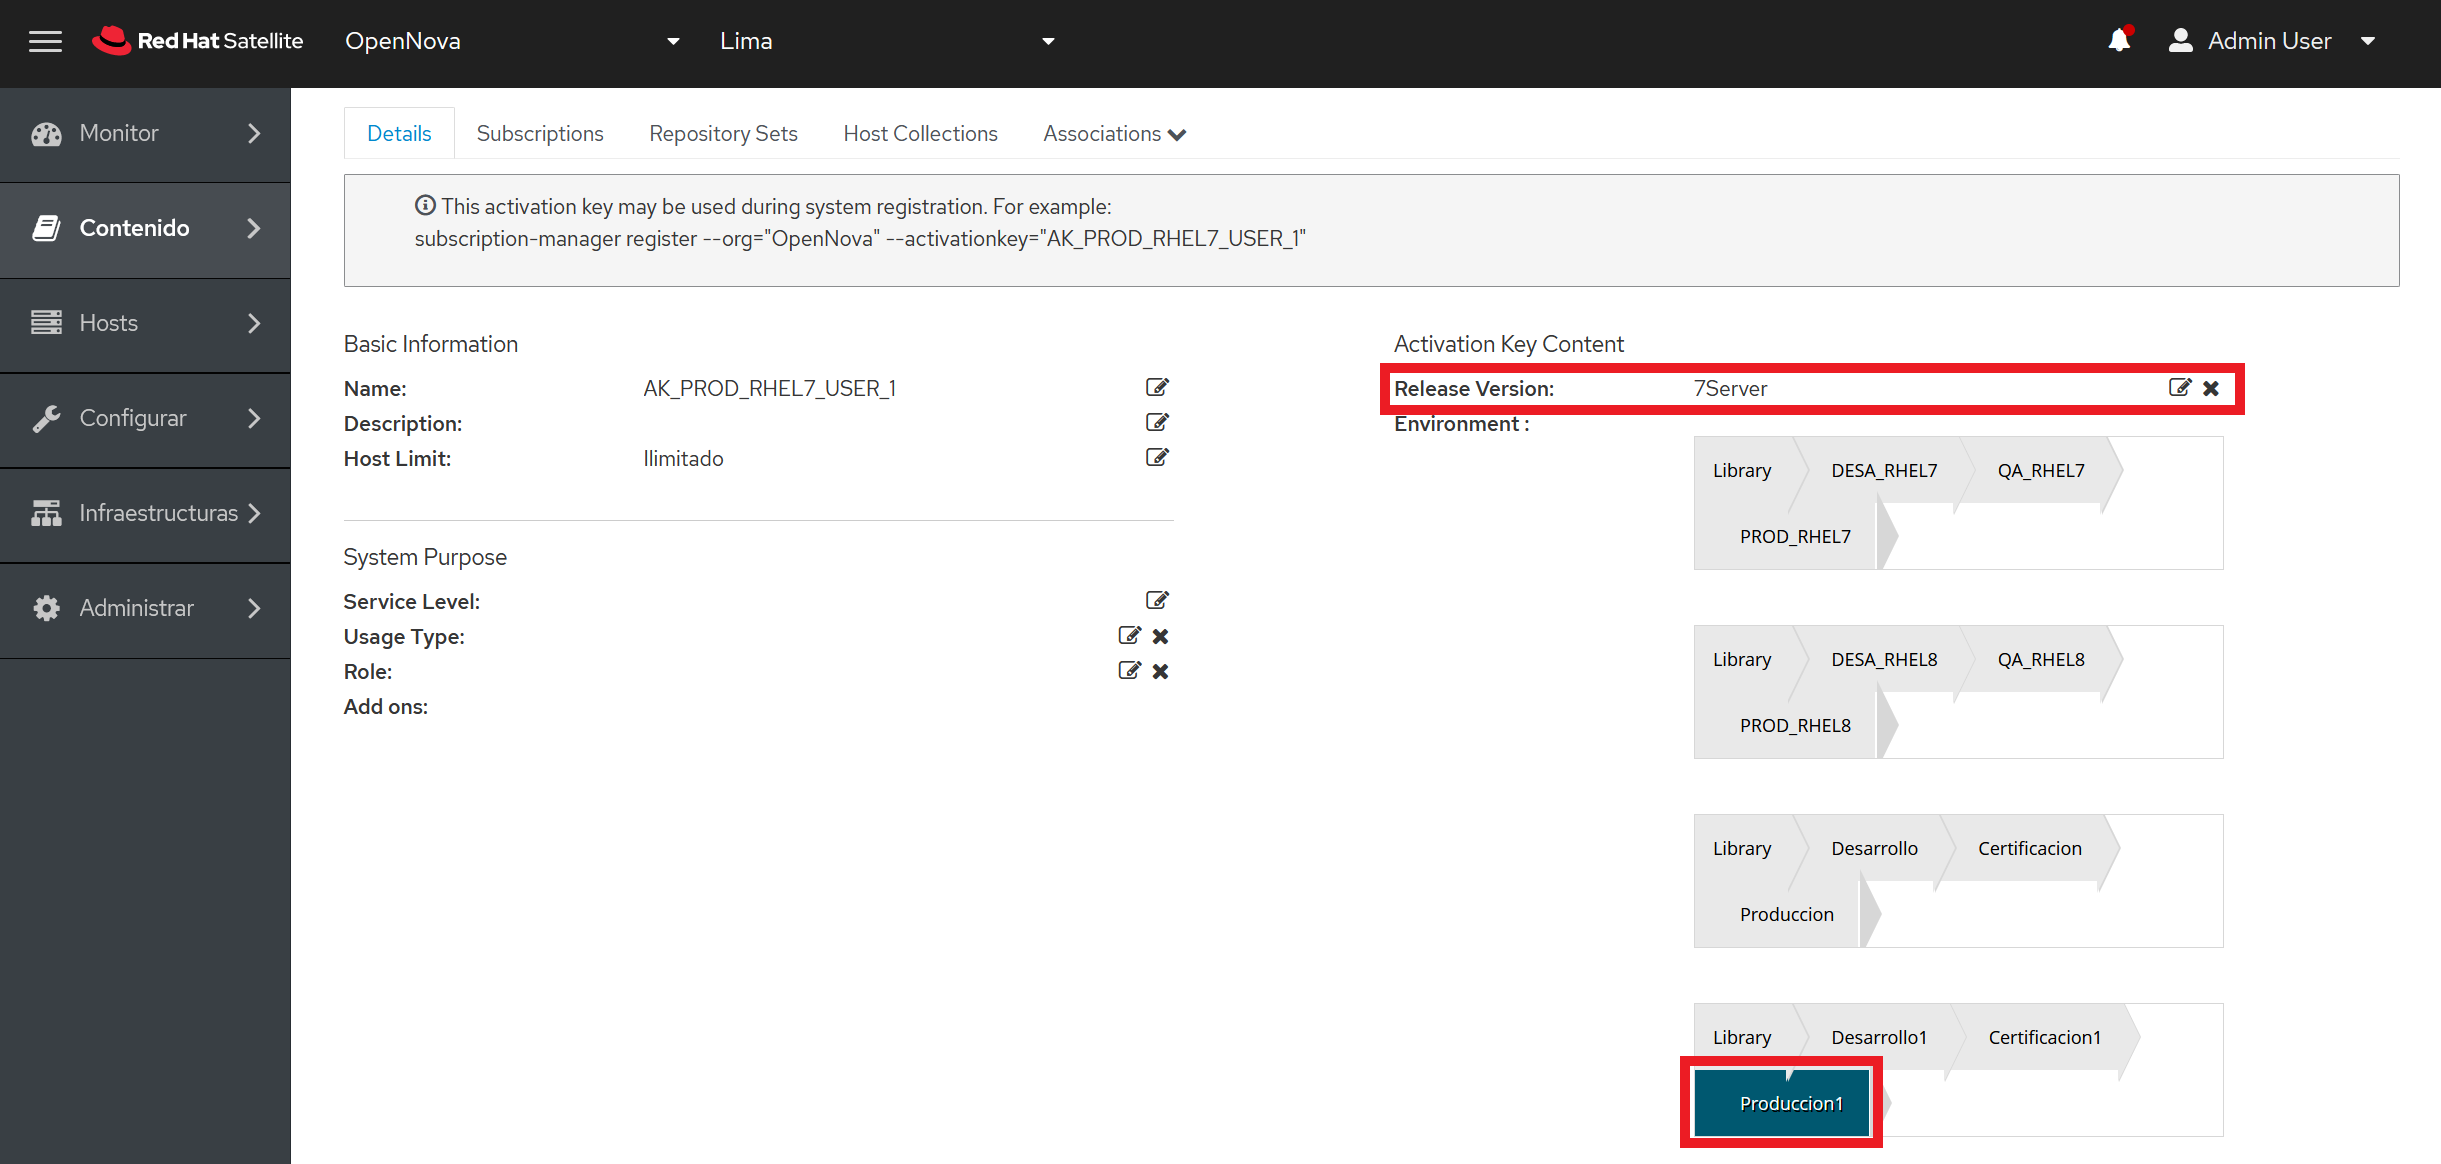 Red Hat Satellite
OpenNova
Lima
Admin User
Monitor
Contenido
Hosts
Configurar
Infraestructuras
Administrar
Details
Subscriptions
Repository Sets
Host Collections
Associations
This activation key may be used during system registration. For example:
subscription-manager register --org="OpenNova" --activationkey="AK_PROD_RHEL7_USER_1"
Basic Information
Name: AK_PROD_RHEL7_USER_1
Description:
Host Limit: Ilimitado
System Purpose
Service Level:
Usage Type:
Role:
Add ons:
Activation Key Content
Release Version: 7Server
Environment :
Library DESA_RHEL7 QA_RHEL7
PROD_RHEL7
Library DESA_RHEL8 QA_RHEL8
PROD_RHEL8
Library Desarrollo Certificacion
Produccion
Library Desarrollo1 Certificacion1
Produccion1